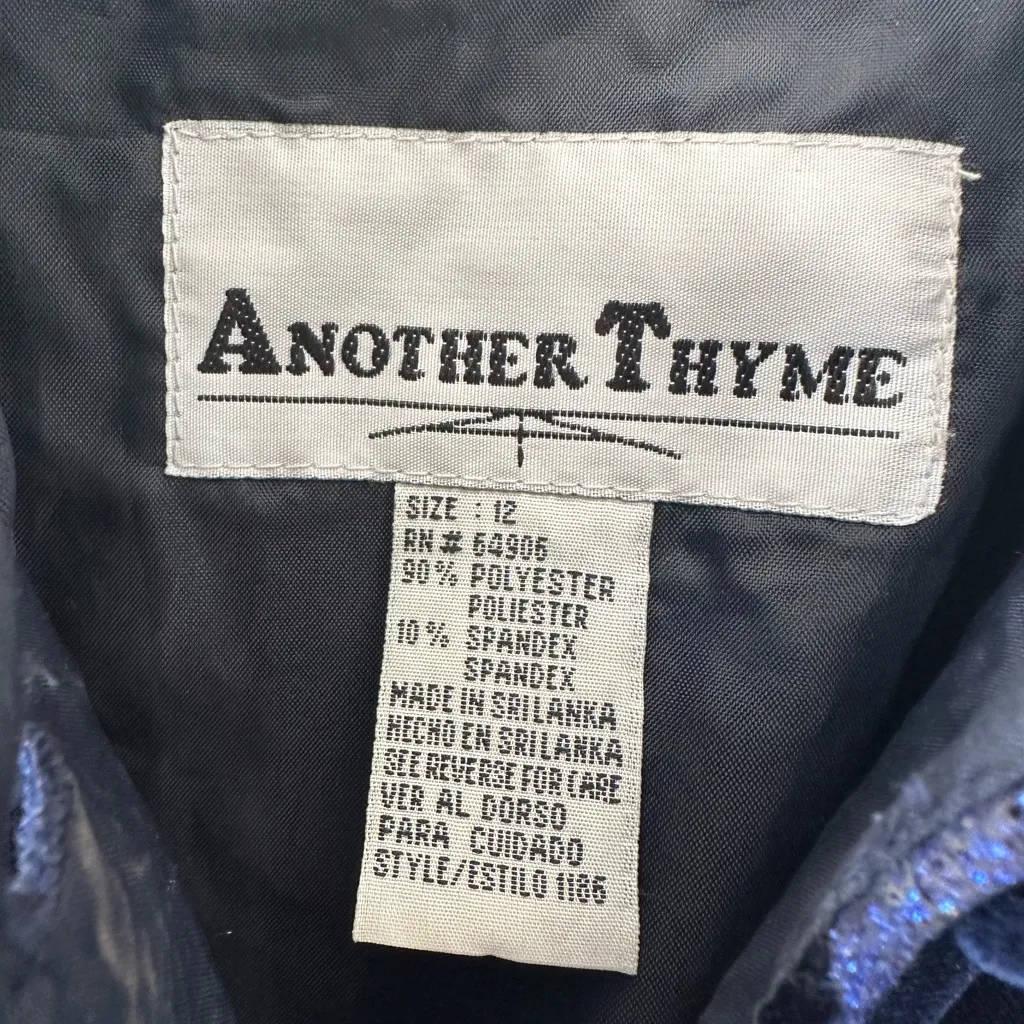 ANOTHER THYME
SIZE : 12
RN # 64906
90% POLYESTER
POLIESTER
10% SPANDEX
SPANDEX
MADE IN SRI LANKA
HECHO EN SRI LANKA
SEE REVERSE FOR CARE
VER AL DORSO
PARA CUIDADO
STYLE/ESTILO 1186